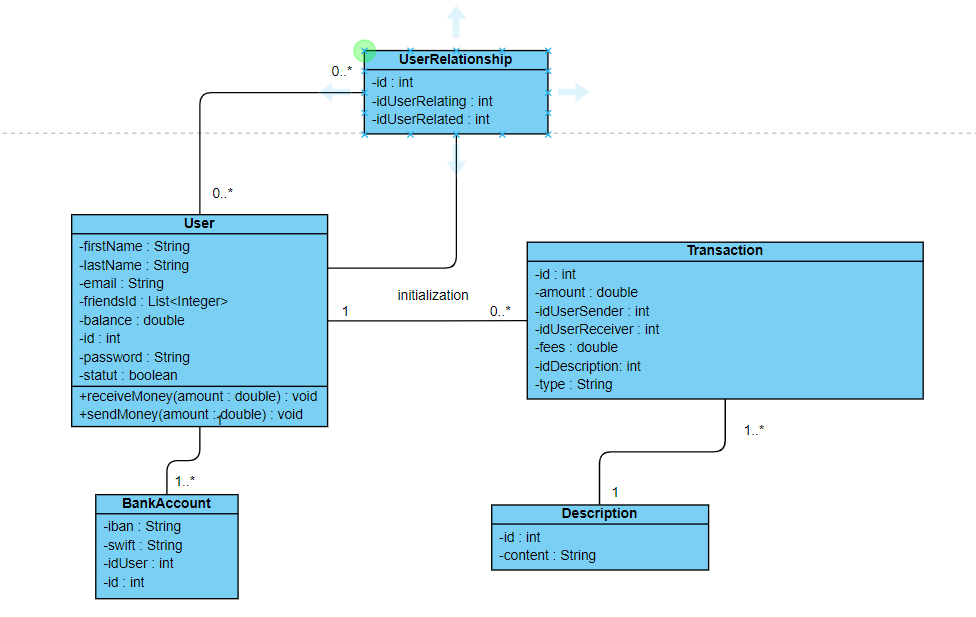 UserRelationship
0..*
-id : int
-idUserRelating : int
-idUserRelated : int
0..*
User
-firstName : String
-lastName : String
-email : String
-friendsId : List<Integer>
-balance : double
-id : int
-password : String
-statut : boolean
+receiveMoney(amount : double) : void
+sendMoney(amount : double) : void
1
initialization
1
0..*
Transaction
-id : int
-amount : double
-idUserSender : int
-idUserReceiver : int
-fees : double
-idDescription: int
-type : String
1..*
1
1..*
BankAccount
-iban : String
-swift : String
-idUser : int
-id : int
Description
-id : int
-content : String